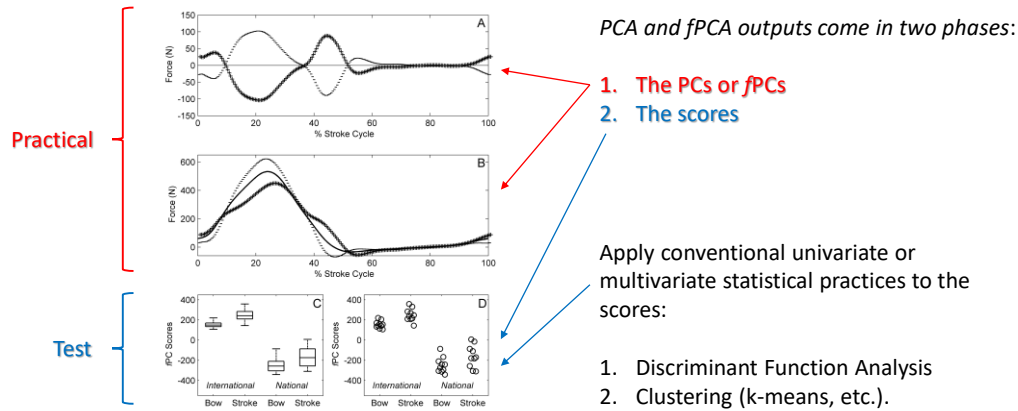 Practical
Test
A
Force (N)
150
100
50
0
-50
-100
-150
0 20 40 60 80 100
% Stroke Cycle
B
Force (N)
600
400
200
0
0 20 40 60 80 100
% Stroke Cycle
C
fPC Scores
400
200
0
-200
-400
International National
Bow Stroke Bow Stroke
D
fPC Scores
400
200
0
-200
-400
International National
Bow Stroke Bow Stroke
PCA and fPCA outputs come in two phases:
1. The PCs or fPCs
2. The scores
Apply conventional univariate or
multivariate statistical practices to the
scores:
1. Discriminant Function Analysis
2. Clustering (k-means, etc.).